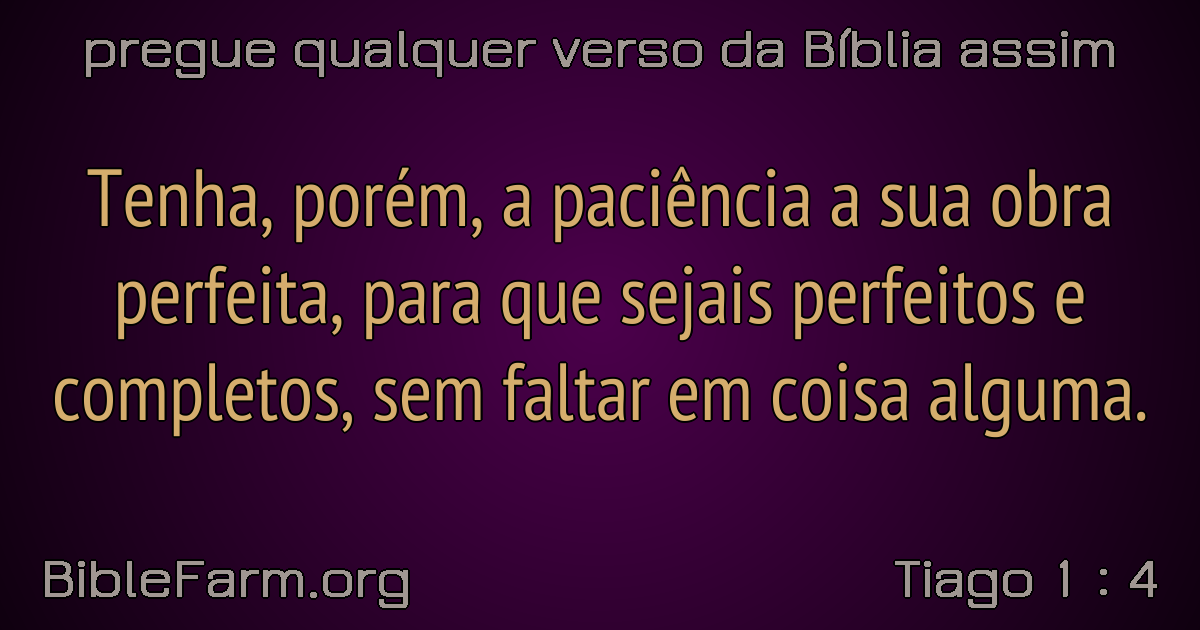 pregue qualquer verso da Bíblia assim
Tenha, porém, a paciência a sua obra
perfeita, para que sejais perfeitos e
completos, sem faltar em coisa alguma.
BibleFarm.org
Tiago 1 : 4